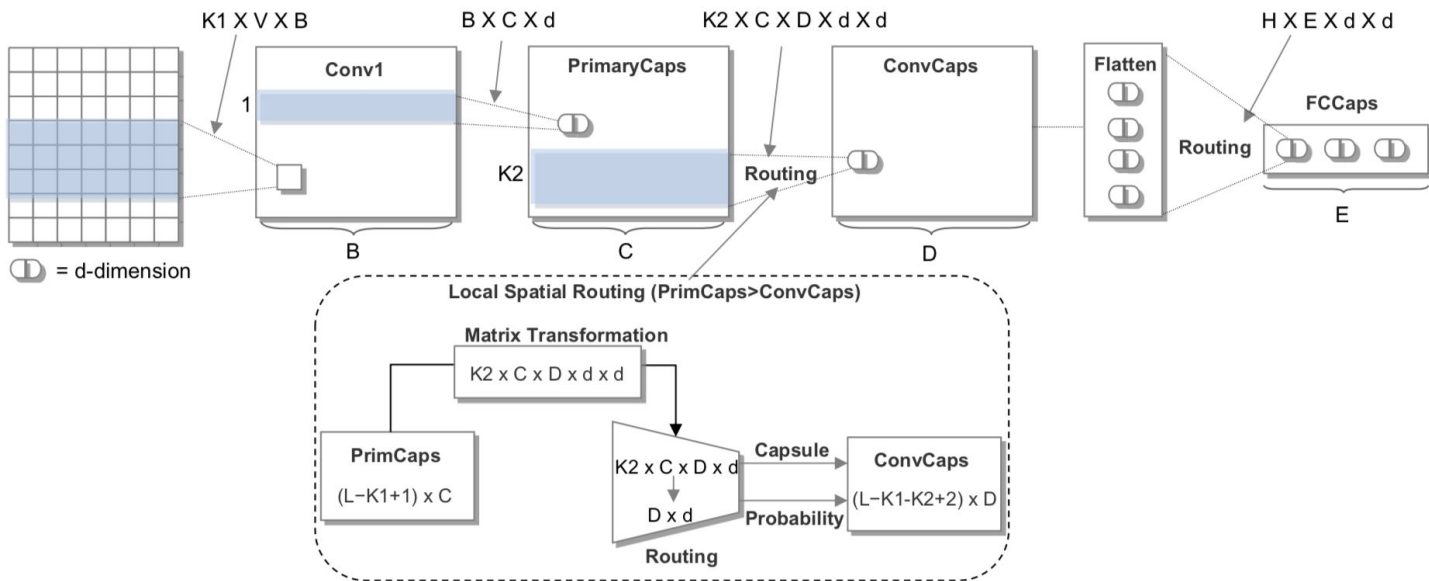 K1 X V X B
B X C X d
K2 X C X D X d X d
H X E X d X d
Conv1
PrimaryCaps
ConvCaps
Flatten
FCCaps
1
K2
Routing
Routing
B
C
D
E
= d-dimension
Local Spatial Routing (PrimCaps>ConvCaps)
Matrix Transformation
K2 x C x D x d x d
PrimCaps
(L−K1+1) x C
K2 x C x D x d
D x d
Routing
Capsule
Probability
ConvCaps
(L−K1-K2+2) x D